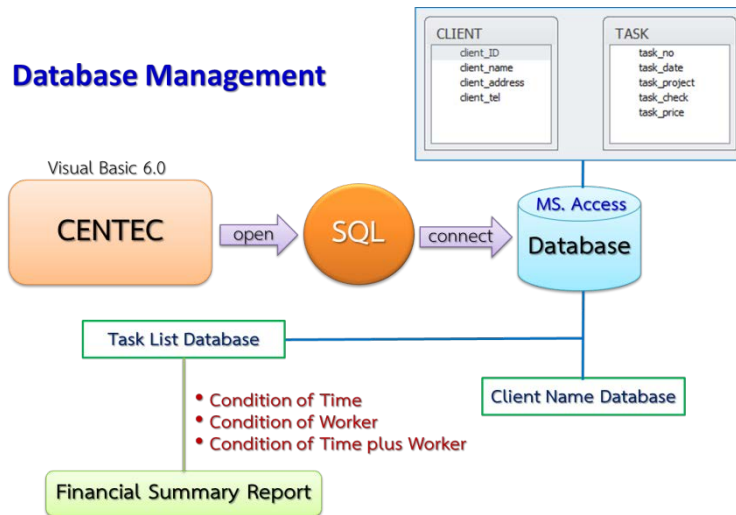 Database Management
CLIENT
client_ID
client_name
client_address
client_tel
TASK
task_no
task_date
task_project
task_check
task_price
Visual Basic 6.0
CENTEC
open
SQL
connect
MS. Access
Database
Task List Database
Client Name Database
• Condition of Time
• Condition of Worker
• Condition of Time plus Worker
Financial Summary Report